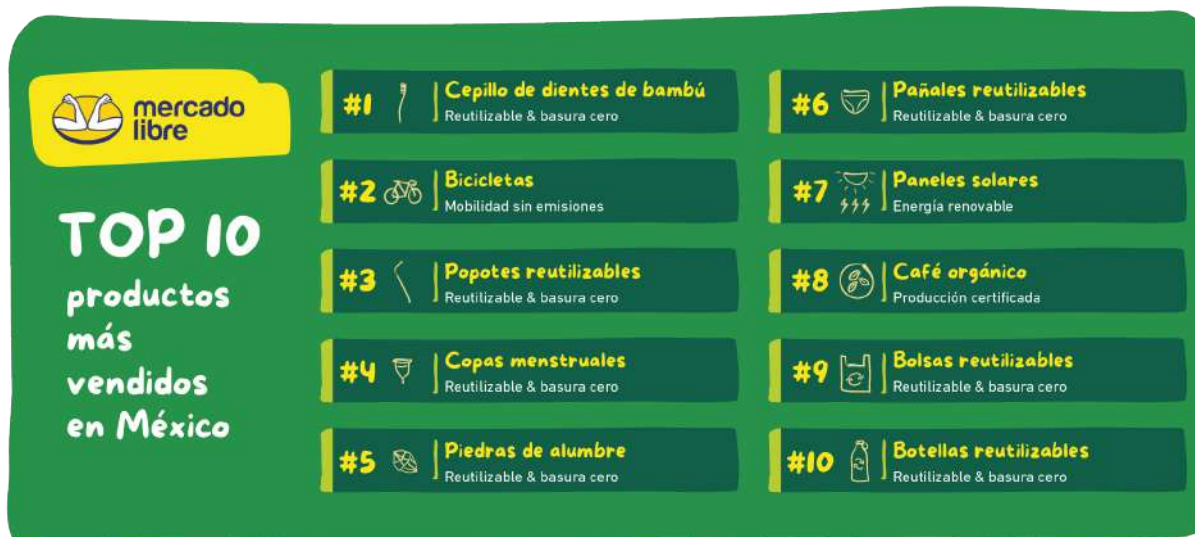 mercado
libre
TOP 10
productos
más
vendidos
en México
#1
Cepillo de dientes de bambú
Reutilizable & basura cero
#2
Bicicletas
Mobilidad sin emisiones
#3
Popotes reutilizables
Reutilizable & basura cero
#4
Copas menstruales
Reutilizable & basura cero
#5
Piedras de alumbre
Reutilizable & basura cero
#6
Pañales reutilizables
Reutilizable & basura cero
#7
Paneles solares
Energía renovable
#8
Café orgánico
Producción certificada
#9
Bolsas reutilizables
Reutilizable & basura cero
#10
Botellas reutilizables
Reutilizable & basura cero